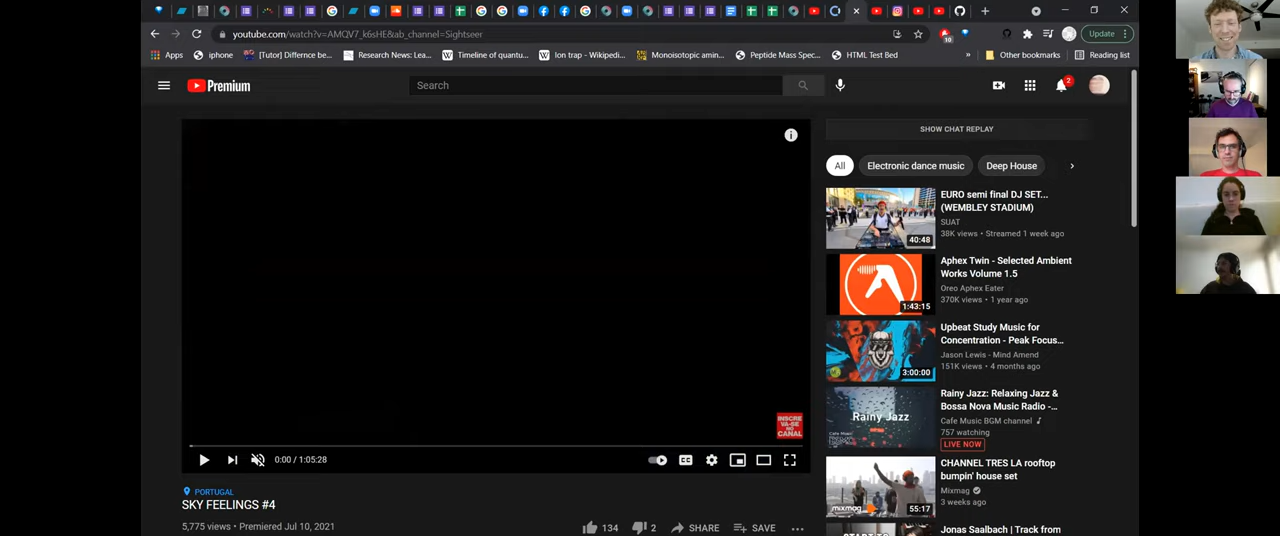 youtube.com/watch?v=AMQV7_k6sHE&ab_channel=Sightseer
10
Update
Apps
iphone
[Tutor] Differnce be...
Research News: Lea...
Timeline of quantu...
Ion trap - Wikipedi...
Monoisotopic amin...
Peptide Mass Spec...
HTML Test Bed
»
Other bookmarks
Reading list
Premium
Search
2
SHOW CHAT REPLAY
All
Electronic dance music
Deep House
EURO semi final DJ SET...
(WEMBLEY STADIUM)
SUAT
38K views • Streamed 1 week ago
40:48
Aphex Twin - Selected Ambient
Works Volume 1.5
Oreo Aphex Eater
370K views • 1 year ago
1:43:15
Upbeat Study Music for
Concentration - Peak Focus...
Jason Lewis - Mind Amend
151K views • 4 months ago
3:00:00
Rainy Jazz: Relaxing Jazz &
Bossa Nova Music Radio -...
Cafe Music BGM channel
757 watching
LIVE NOW
Rainy Jazz
INSCRE
VA-SE
NO
CANAL
0:00 / 1:05:28
CC
CHANNEL TRES LA rooftop
bumpin' house set
Mixmag
3 weeks ago
mixmag
55:17
PORTUGAL
SKY FEELINGS #4
5,775 views • Premiered Jul 10, 2021
134
2
SHARE
SAVE
Jonas Saalbach | Track from